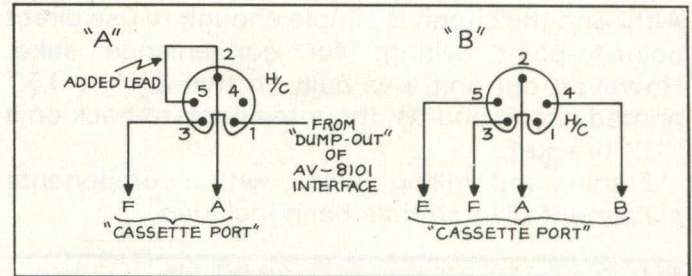 "A"
2
ADDED LEAD
H/C
5 4
3 1
FROM
"DUMP-OUT"
OF
AV-8101
INTERFACE
F A
"CASSETTE PORT"
"B"
2
5 4
H/C
3 1
E F A B
"CASSETTE PORT"